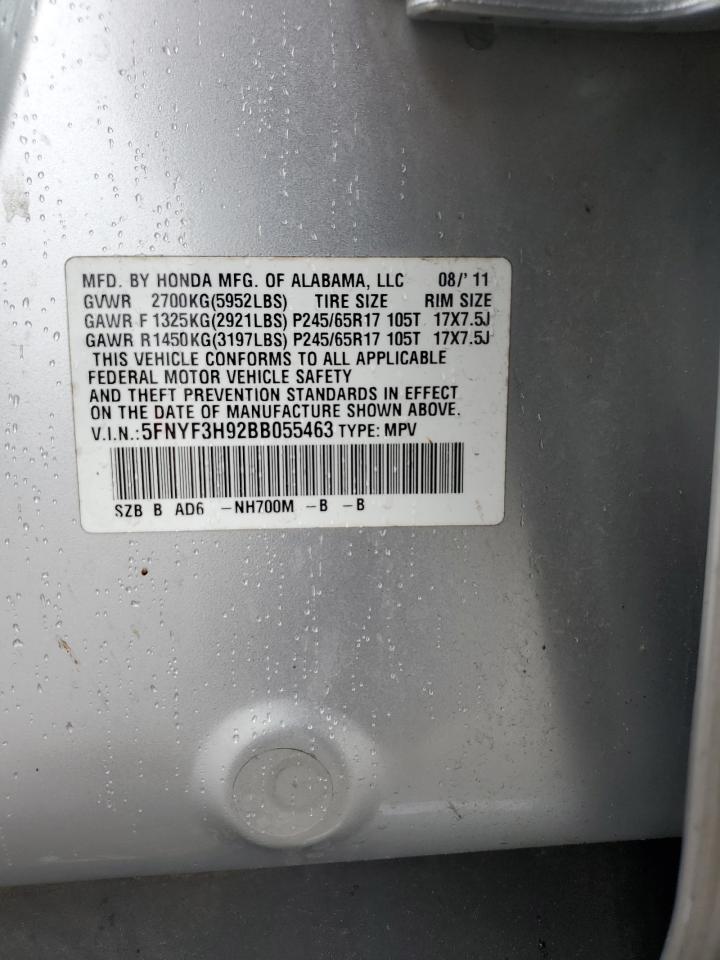 MFD. BY HONDA MFG. OF ALABAMA, LLC 08/'11
GVWR 2700KG(5952LBS) TIRE SIZE RIM SIZE
GAWR F1325KG(2921LBS) P245/65R17 105T 17X7.5J
GAWR R1450KG(3197LBS) P245/65R17 105T 17X7.5J
THIS VEHICLE CONFORMS TO ALL APPLICABLE
FEDERAL MOTOR VEHICLE SAFETY
AND THEFT PREVENTION STANDARDS IN EFFECT
ON THE DATE OF MANUFACTURE SHOWN ABOVE.
V.I.N.:5FNYF3H92BB055463 TYPE: MPV
SZB B AD6 -NH700M -B -B